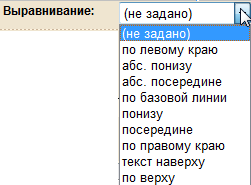 Выравнивание: (не задано)
(не задано)
по левому краю
абс. понизу
абс. посередине
по базовой линии
понизу
посередине
по правому краю
текст наверху
по верху